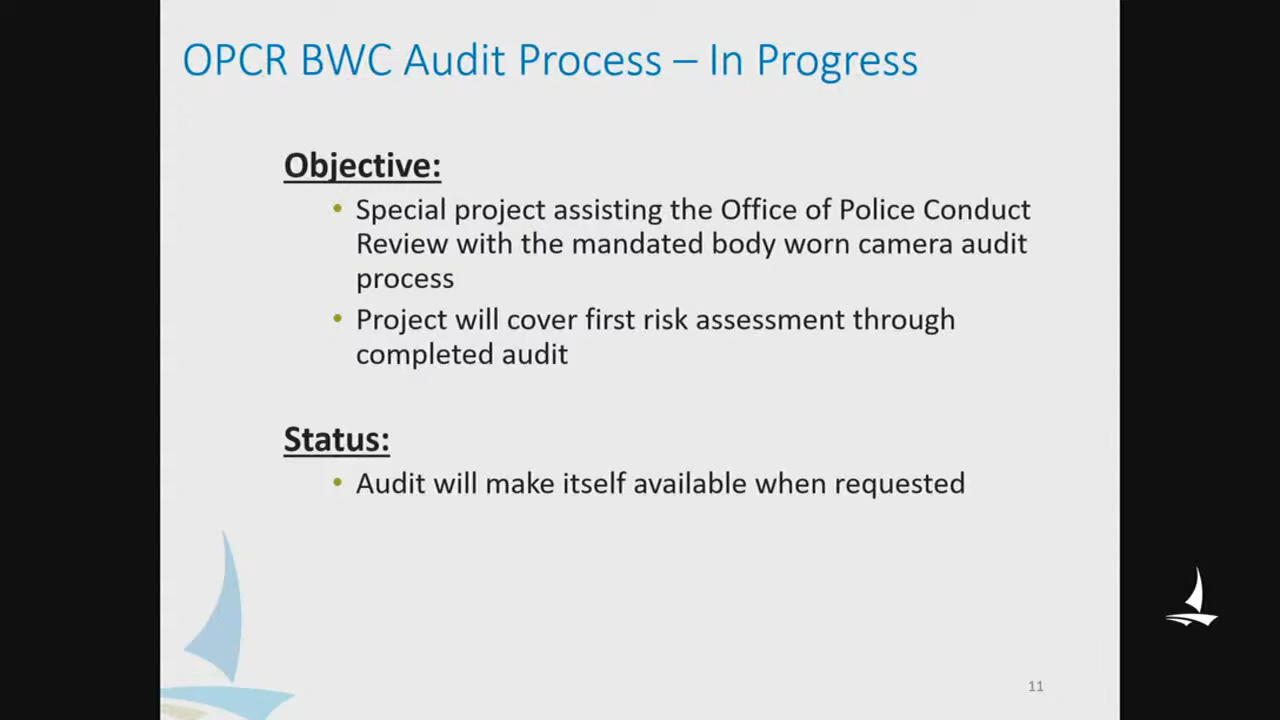 OPCR BWC Audit Process – In Progress
Objective:
• Special project assisting the Office of Police Conduct
Review with the mandated body worn camera audit
process
• Project will cover first risk assessment through
completed audit
Status:
• Audit will make itself available when requested
11